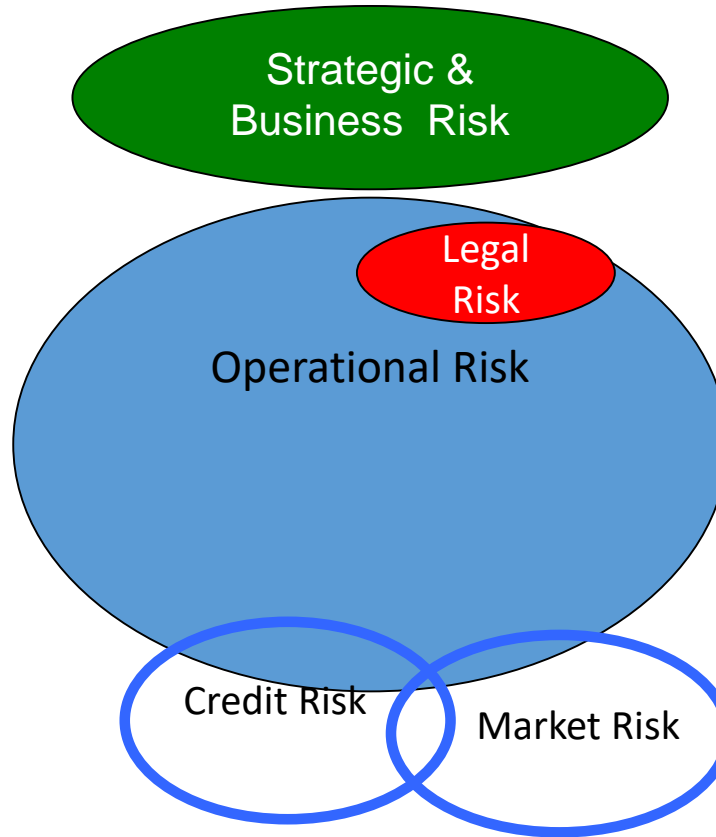 Strategic &
Business Risk
Legal
Risk
Operational Risk
Credit Risk
Market Risk